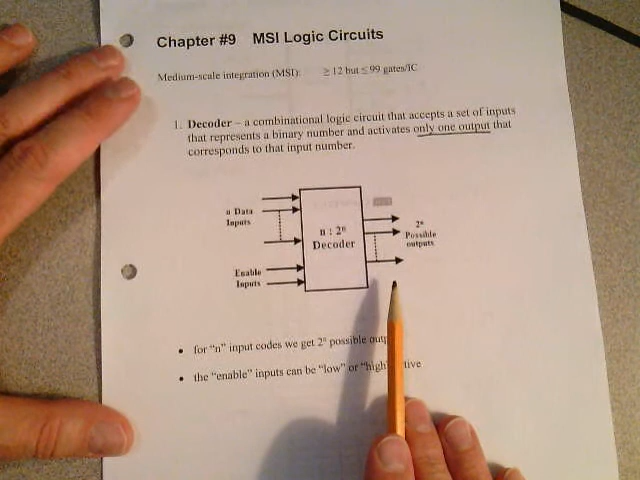 Chapter #9 MSI Logic Circuits
Medium-scale integration (MSI): ≥ 12 but ≤ 99 gates/IC
1. Decoder – a combinational logic circuit that accepts a set of inputs
that represents a binary number and activates only one output that
corresponds to that input number.
n Data
Inputs
Enable
Inputs
n : 2ⁿ
Decoder
2ⁿ
Possible
outputs
• for "n" input codes we get 2ⁿ possible
• the "enable" inputs can be "low" or "high